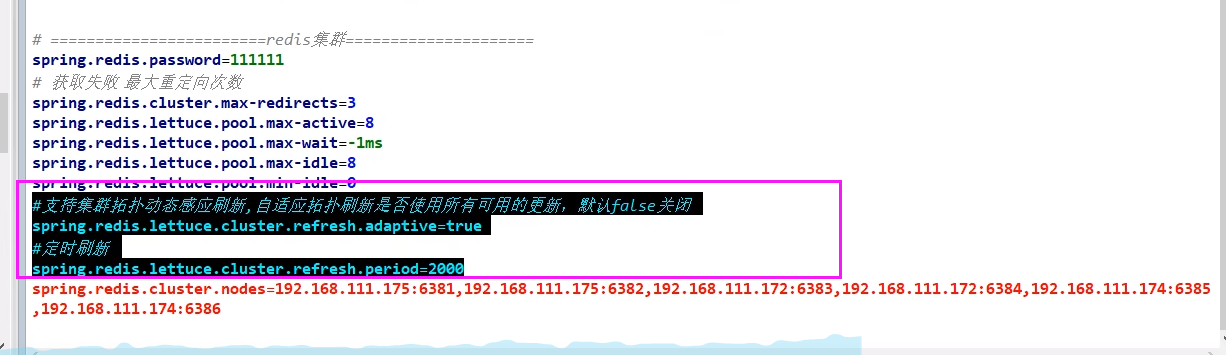 # ========================redis集群=====================
spring.redis.password=111111
# 获取失败 最大重定向次数
spring.redis.cluster.max-redirects=3
spring.redis.lettuce.pool.max-active=8
spring.redis.lettuce.pool.max-wait=-1ms
spring.redis.lettuce.pool.max-idle=8
spring.redis.lettuce.pool.min-idle=0
#支持集群拓扑动态感应刷新,自适应拓扑刷新是否使用所有可用的更新，默认false关闭
spring.redis.lettuce.cluster.refresh.adaptive=true
#定时刷新
spring.redis.lettuce.cluster.refresh.period=2000
spring.redis.cluster.nodes=192.168.111.175:6381,192.168.111.175:6382,192.168.111.172:6383,192.168.111.172:6384,192.168.111.174:6385
,192.168.111.174:6386